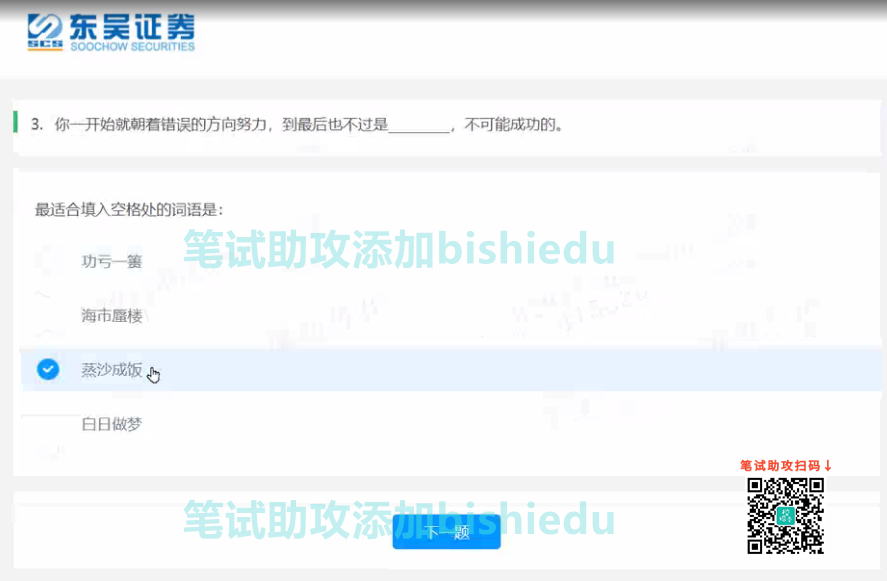 东吴证券
SCS SOOCHOW SECURITIES
3. 你一开始就朝着错误的方向努力，到最后也不过是________，不可能成功的。
最适合填入空格处的词语是：
笔试助攻添加bishiedu
功亏一篑
海市蜃楼
蒸沙成饭
白日做梦
笔试助攻扫码↓
笔试助攻添加bishiedu
下一题